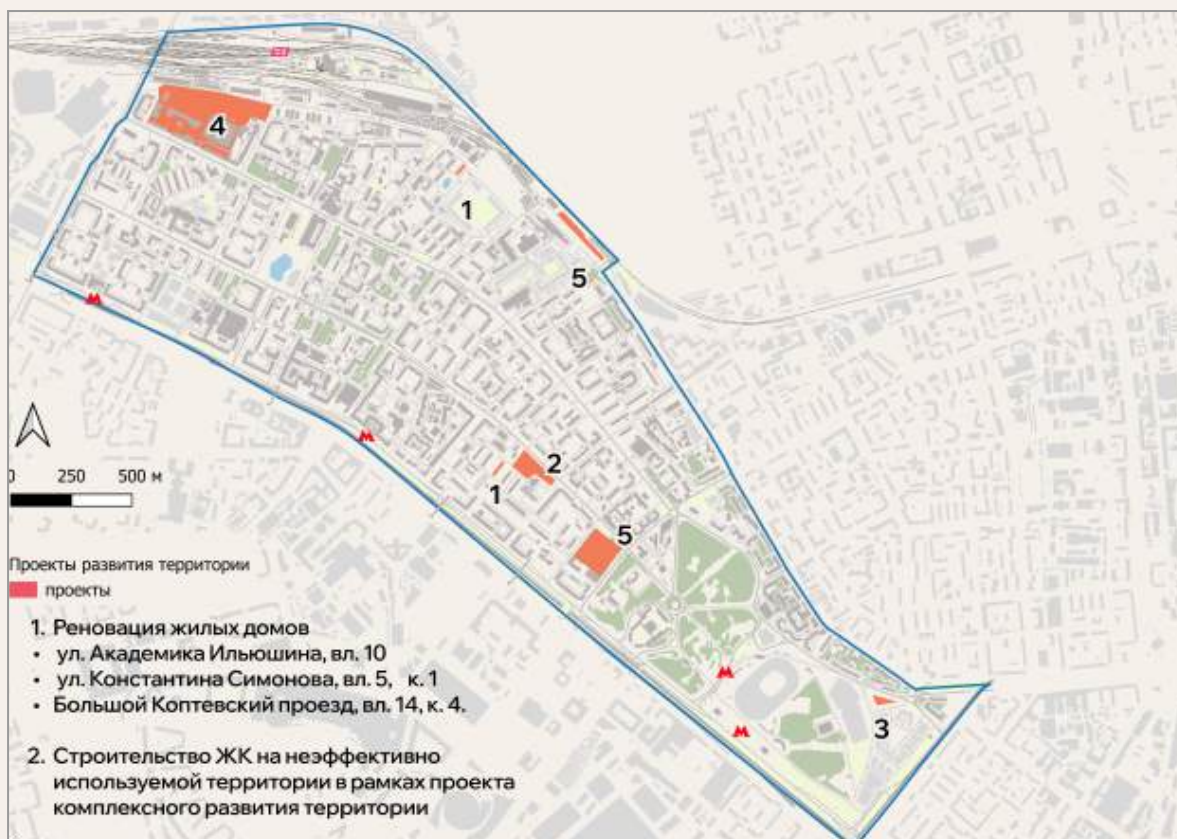 4
1
5
2
1
5
3
0 250 500 м
Проекты развития территории
проекты
1. Реновация жилых домов
• ул. Академика Ильюшина, вл. 10
• ул. Константина Симонова, вл. 5, к. 1
• Большой Коптевский проезд, вл. 14, к. 4.
2. Строительство ЖК на неэффективно
используемой территории в рамках проекта
комплексного развития территории